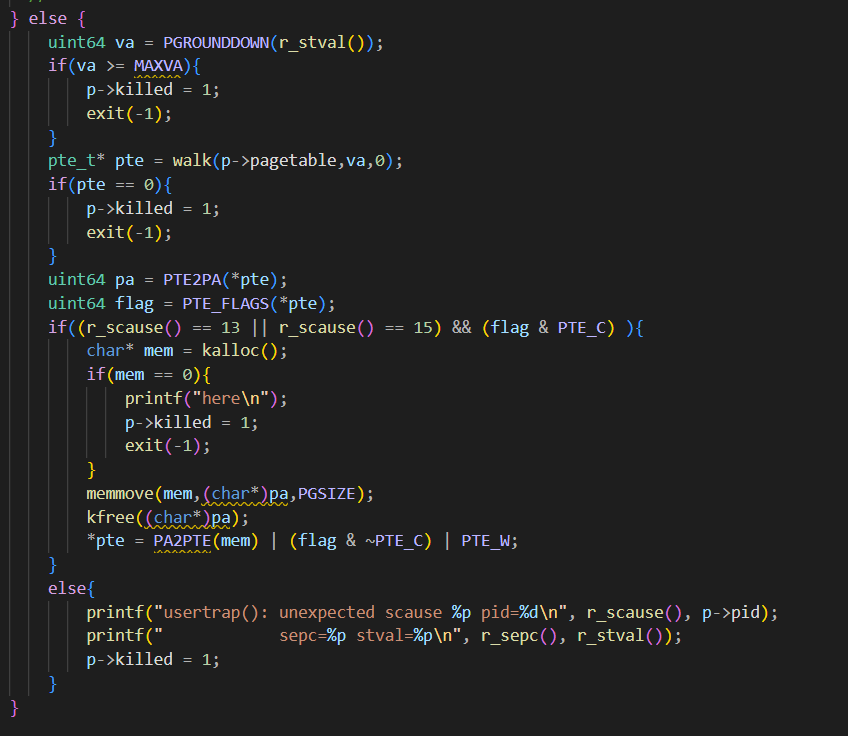 } else {
uint64 va = PGROUNDDOWN(r_stval());
if(va >= MAXVA){
p->killed = 1;
exit(-1);
}
pte_t* pte = walk(p->pagetable,va,0);
if(pte == 0){
p->killed = 1;
exit(-1);
}
uint64 pa = PTE2PA(*pte);
uint64 flag = PTE_FLAGS(*pte);
if((r_scause() == 13 || r_scause() == 15) && (flag & PTE_C) ){
char* mem = kalloc();
if(mem == 0){
printf("here\n");
p->killed = 1;
exit(-1);
}
memmove(mem,(char*)pa,PGSIZE);
kfree((char*)pa);
*pte = PA2PTE(mem) | (flag & ~PTE_C) | PTE_W;
}
else{
printf("usertrap(): unexpected scause %p pid=%d\n", r_scause(), p->pid);
printf("            sepc=%p stval=%p\n", r_sepc(), r_stval());
p->killed = 1;
}
}